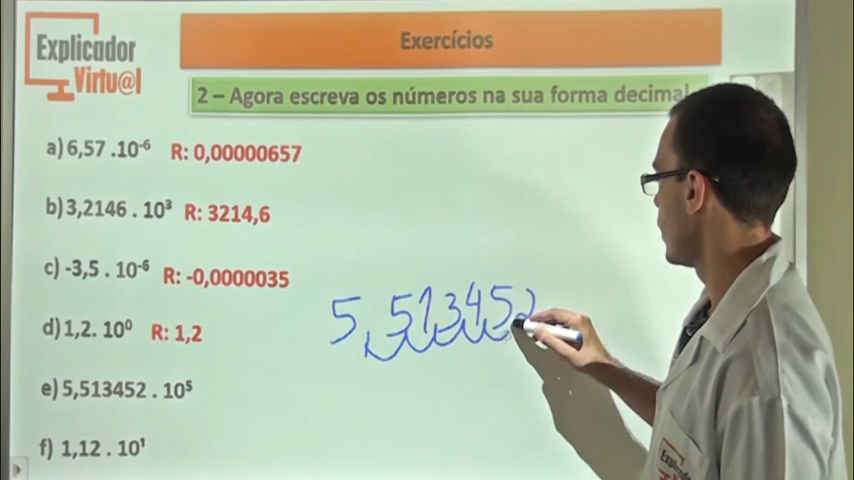 Explicador
Virtu@l
Exercícios
2 – Agora escreva os números na sua forma decimal
a) 6,57 .10⁻⁶ R: 0,00000657
b) 3,2146 . 10³ R: 3214,6
c) -3,5 . 10⁻⁶ R: -0,0000035
d) 1,2. 10⁰ R: 1,2
5,513452
e) 5,513452 . 10⁵
f) 1,12 . 10¹